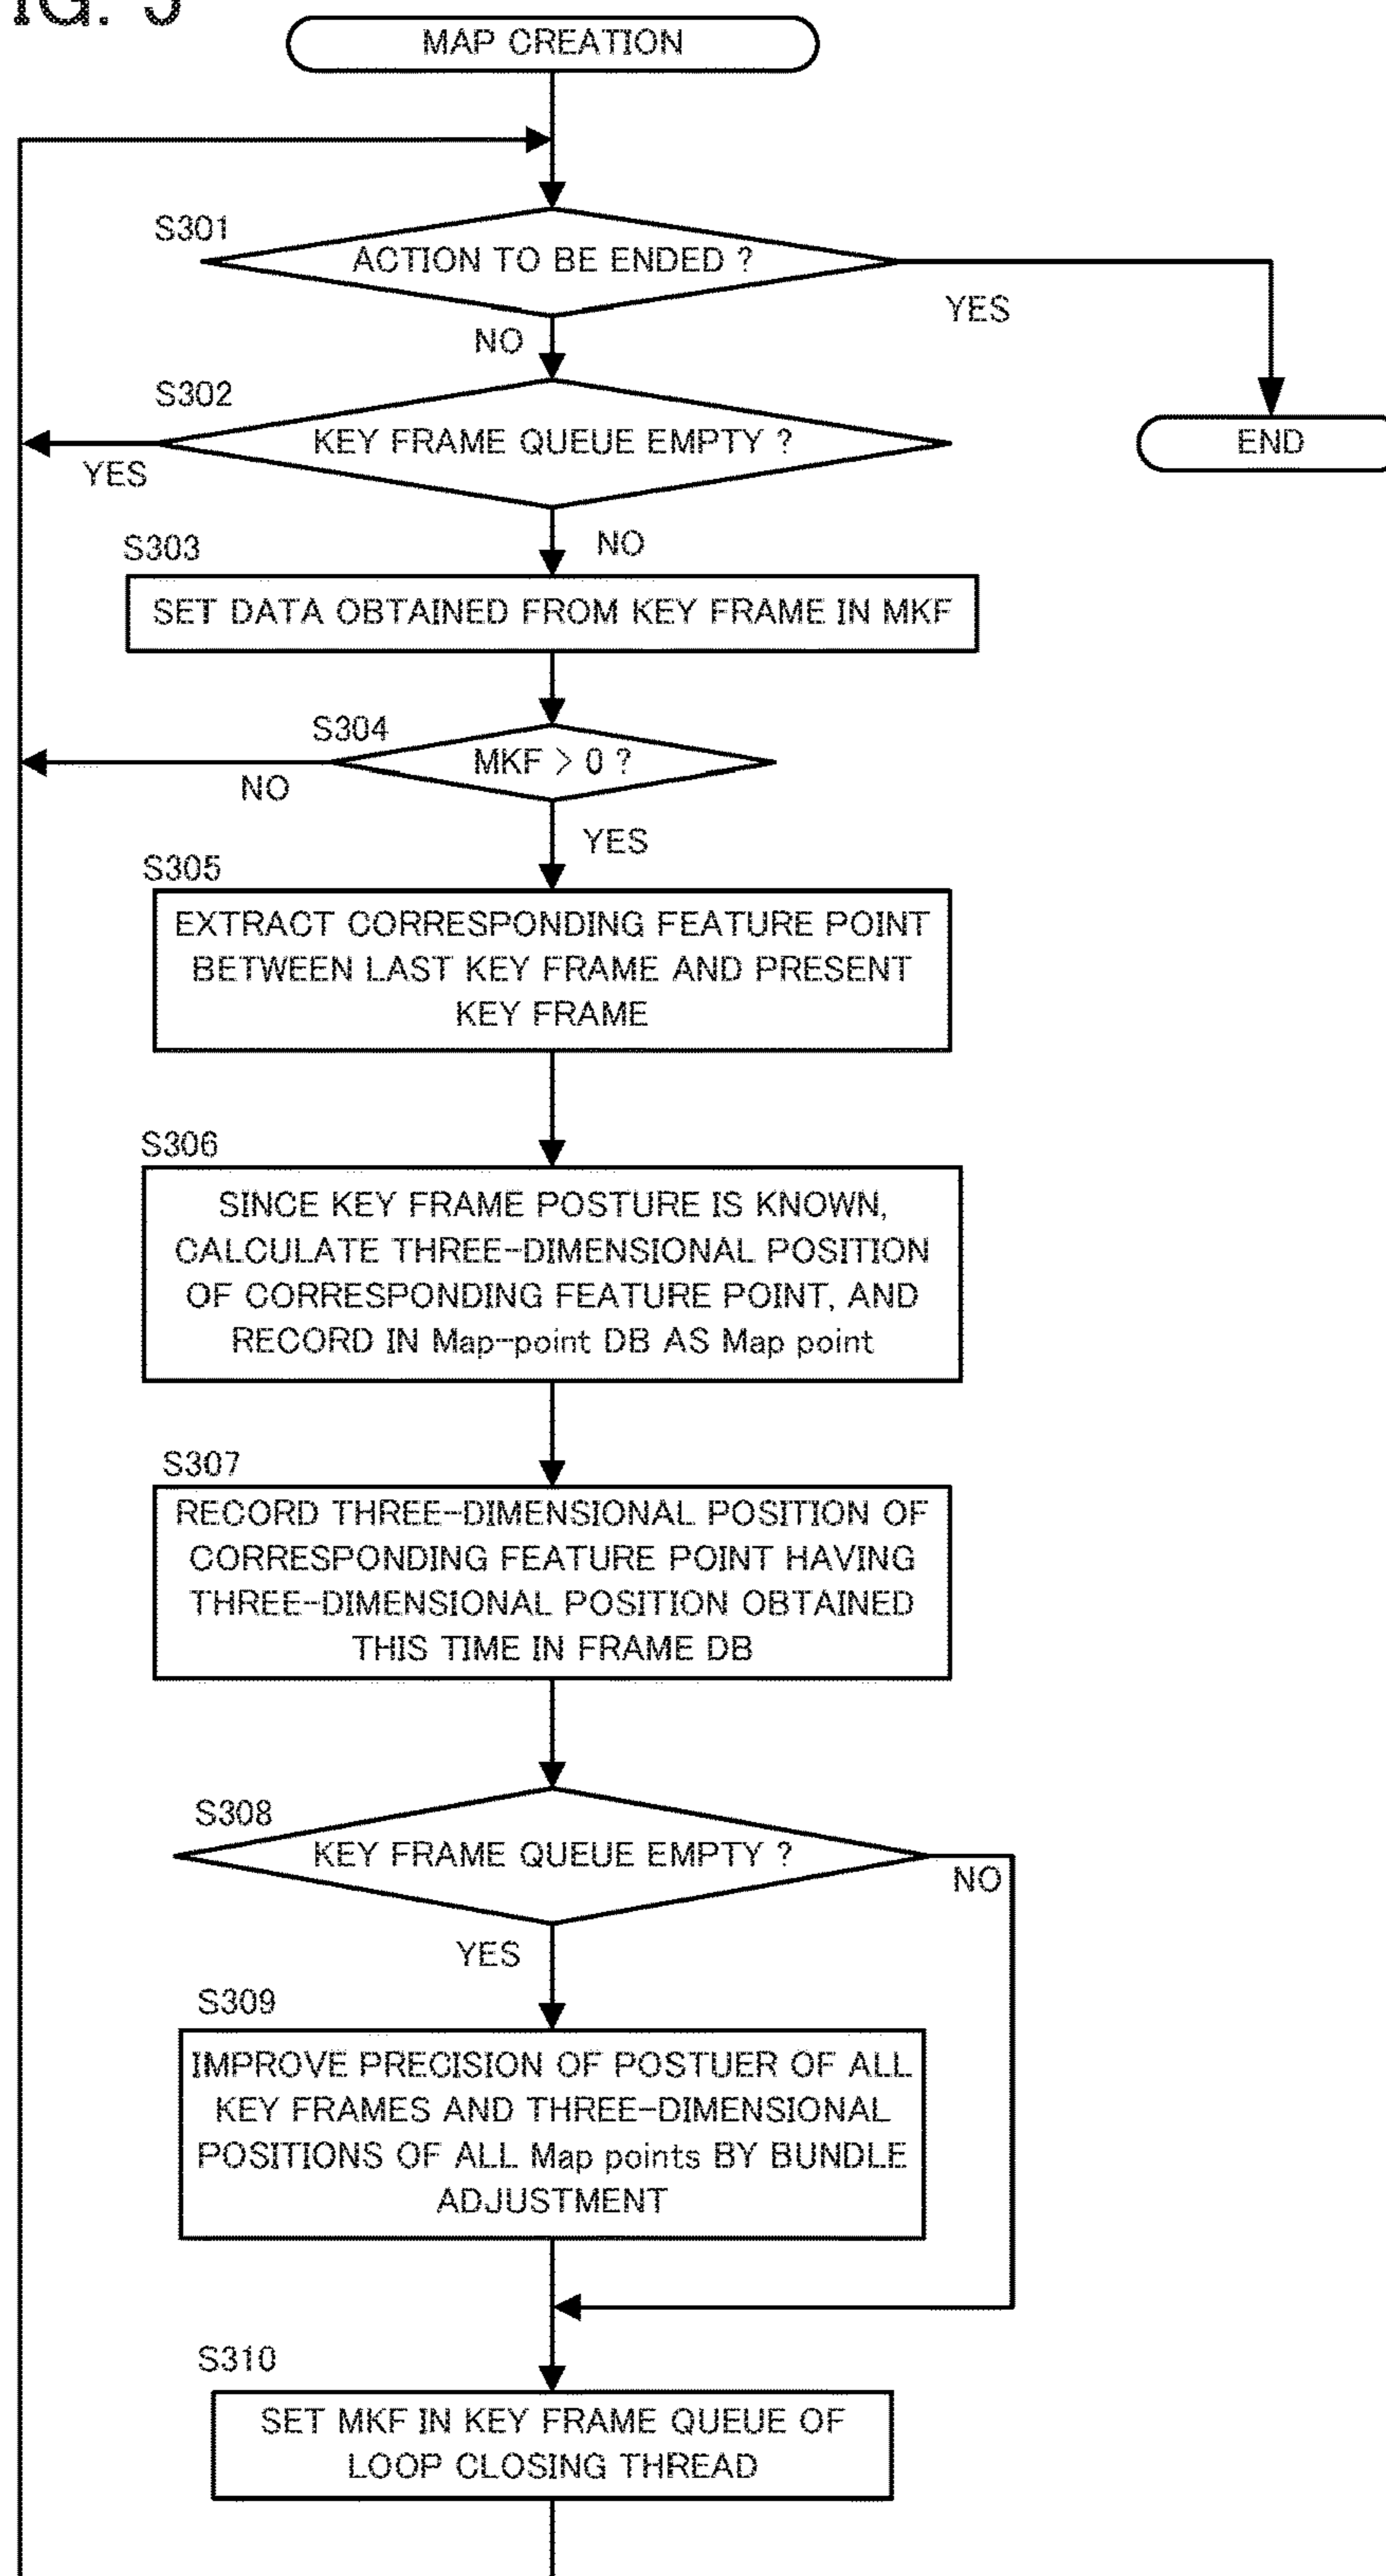 MAP CREATION
S301
ACTION TO BE ENDED ?
YES
NO
S302
KEY FRAME QUEUE EMPTY ?
END
YES
NO
S303
SET DATA OBTAINED FROM KEY FRAME IN MKF
S304
MKF > 0 ?
NO
YES
S305
EXTRACT CORRESPONDING FEATURE POINT
BETWEEN LAST KEY FRAME AND PRESENT
KEY FRAME
S306
SINCE KEY FRAME POSTURE IS KNOWN,
CALCULATE THREE-DIMENSIONAL POSITION
OF CORRESPONDING FEATURE POINT, AND
RECORD IN Map-point DB AS Map point
S307
RECORD THREE-DIMENSIONAL POSITION OF
CORRESPONDING FEATURE POINT HAVING
THREE-DIMENSIONAL POSITION OBTAINED
THIS TIME IN FRAME DB
S308
KEY FRAME QUEUE EMPTY ?
NO
YES
S309
IMPROVE PRECISION OF POSTUER OF ALL
KEY FRAMES AND THREE-DIMENSIONAL
POSITIONS OF ALL Map points BY BUNDLE
ADJUSTMENT
S310
SET MKF IN KEY FRAME QUEUE OF
LOOP CLOSING THREAD